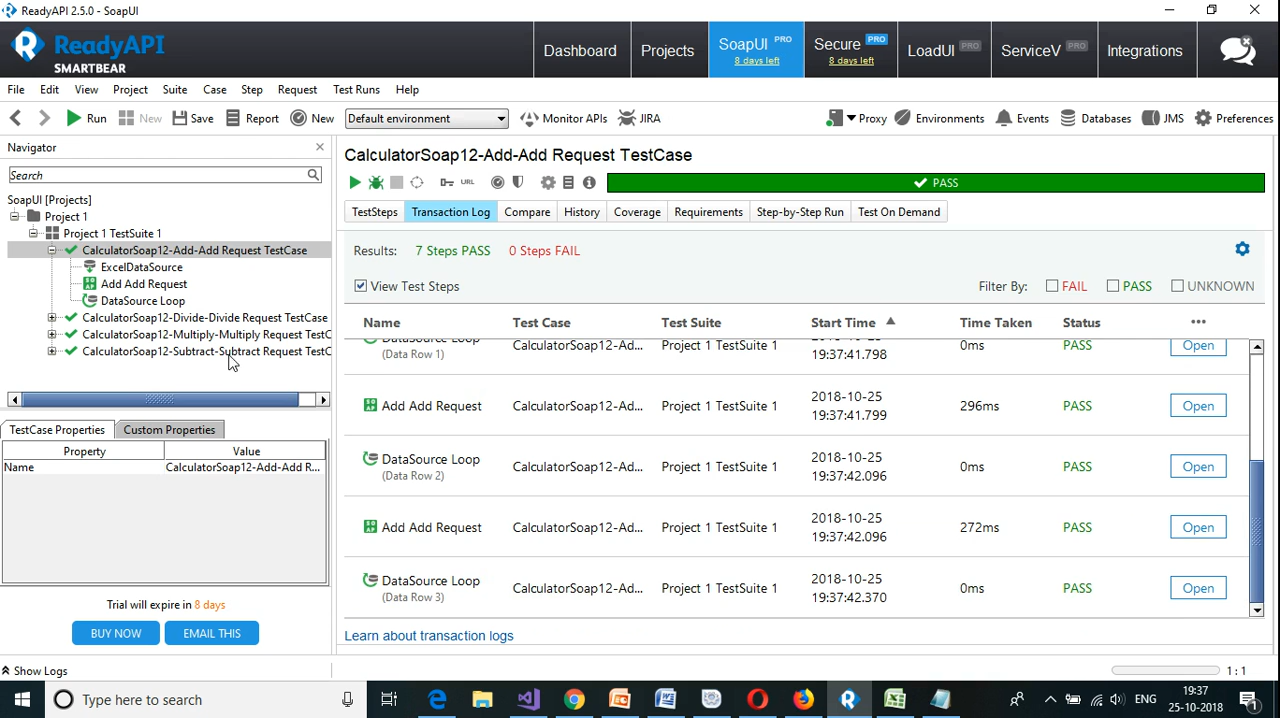 ReadyAPI 2.5.0 - SoapUI
ReadyAPI
SMARTBEAR
Dashboard
Projects
SoapUI PRO
8 days left
Secure PRO
8 days left
LoadUI PRO
ServiceV PRO
Integrations
File Edit View Project Suite Case Step Request Test Runs Help
Run New Save Report New Default environment Monitor APIs JIRA Proxy Environments Events Databases JMS Preferences
Navigator
Search
SoapUI [Projects]
Project 1
Project 1 TestSuite 1
CalculatorSoap12-Add-Add Request TestCase
ExcelDataSource
Add Add Request
DataSource Loop
CalculatorSoap12-Divide-Divide Request TestCase
CalculatorSoap12-Multiply-Multiply Request TestC
CalculatorSoap12-Subtract-Subtract Request TestC
TestCase Properties Custom Properties
Property Value
Name CalculatorSoap12-Add-Add R...
Trial will expire in 8 days
BUY NOW EMAIL THIS
CalculatorSoap12-Add-Add Request TestCase
URL
PASS
TestSteps Transaction Log Compare History Coverage Requirements Step-by-Step Run Test On Demand
Results: 7 Steps PASS 0 Steps FAIL
View Test Steps Filter By: FAIL PASS UNKNOWN
Name Test Case Test Suite Start Time Time Taken Status ...
DataSource Loop CalculatorSoap12-Ad... Project 1 TestSuite 1 2018-10-25 0ms PASS Open
(Data Row 1) 19:37:41.798
Add Add Request CalculatorSoap12-Ad... Project 1 TestSuite 1 2018-10-25 296ms PASS Open
19:37:41.799
DataSource Loop CalculatorSoap12-Ad... Project 1 TestSuite 1 2018-10-25 0ms PASS Open
(Data Row 2) 19:37:42.096
Add Add Request CalculatorSoap12-Ad... Project 1 TestSuite 1 2018-10-25 272ms PASS Open
19:37:42.096
DataSource Loop CalculatorSoap12-Ad... Project 1 TestSuite 1 2018-10-25 0ms PASS Open
(Data Row 3) 19:37:42.370
Learn about transaction logs
Show Logs 1 : 1
Type here to search
ENG
19:37
25-10-2018
1